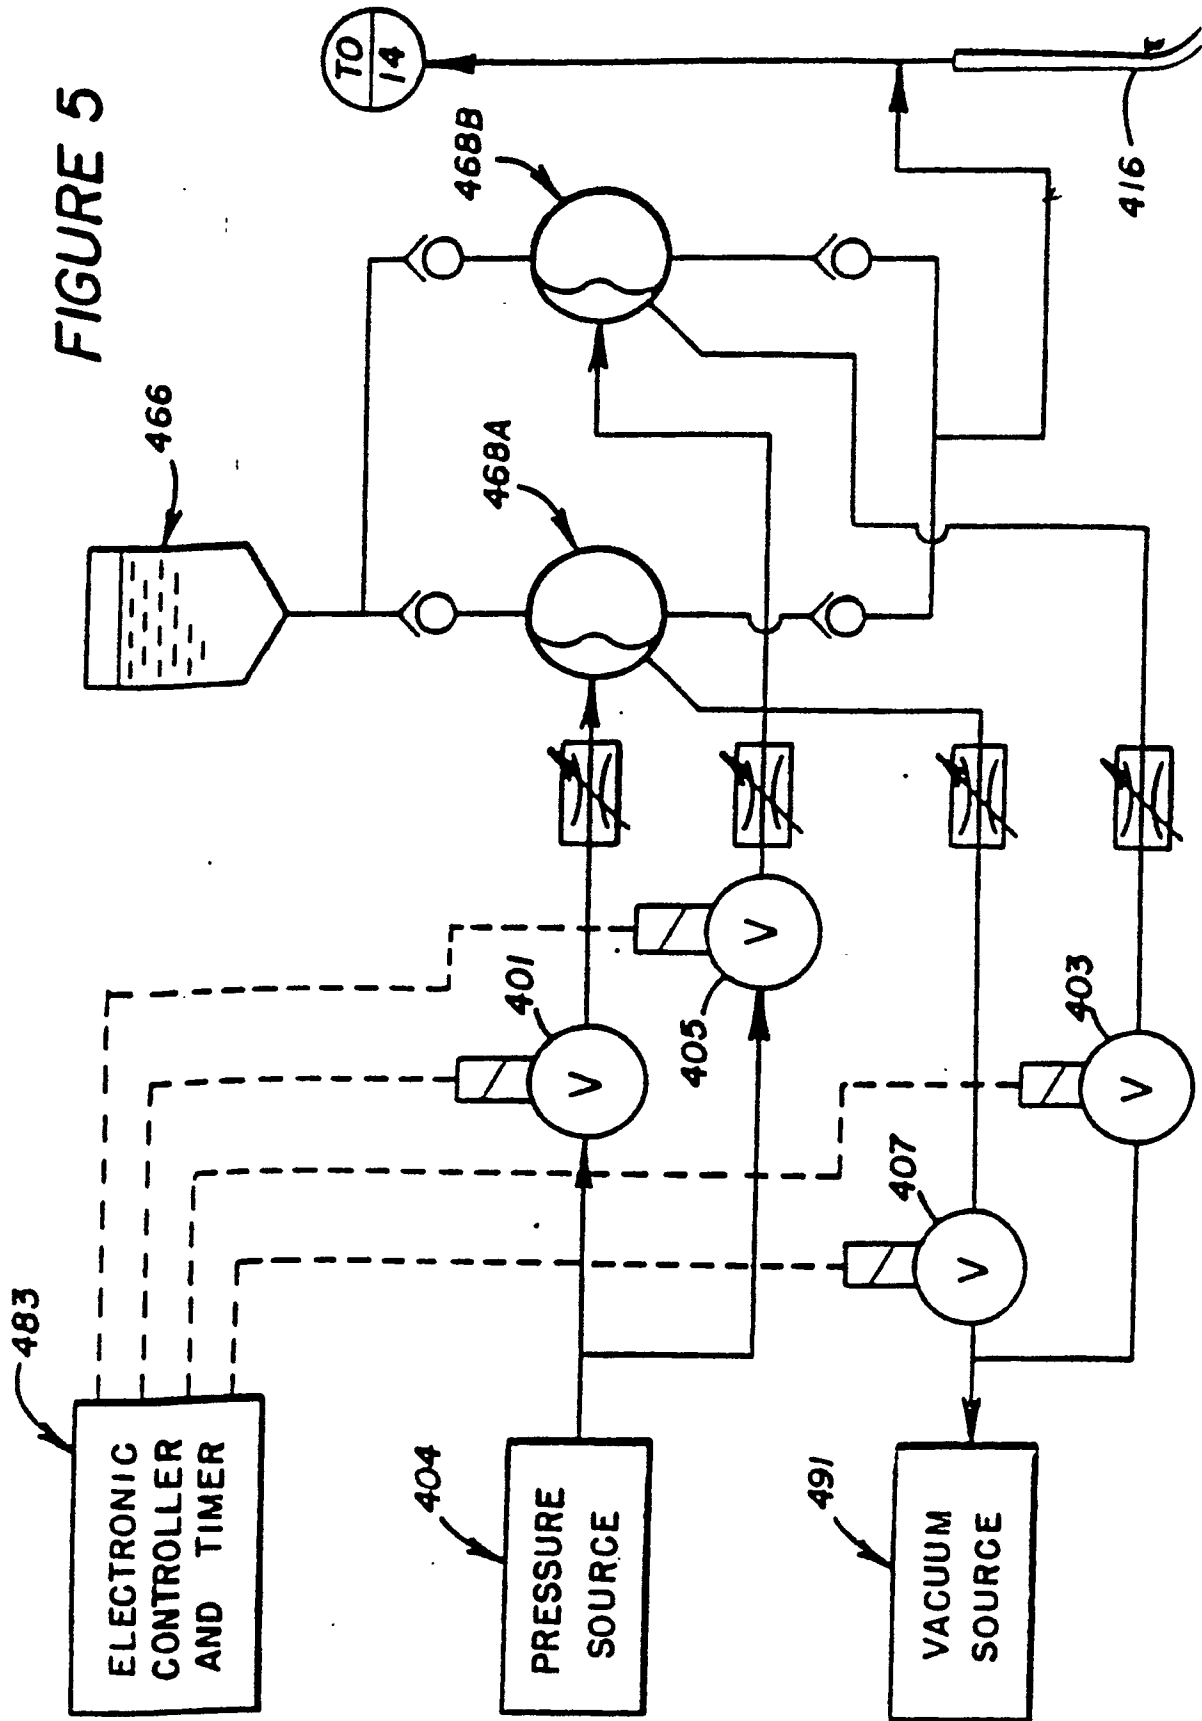 FIGURE 5
TO
14
466
468A
468B
416
483
ELECTRONIC
CONTROLLER
AND TIMER
401
V
405
V
404
PRESSURE
SOURCE
407
V
403
V
491
VACUUM
SOURCE